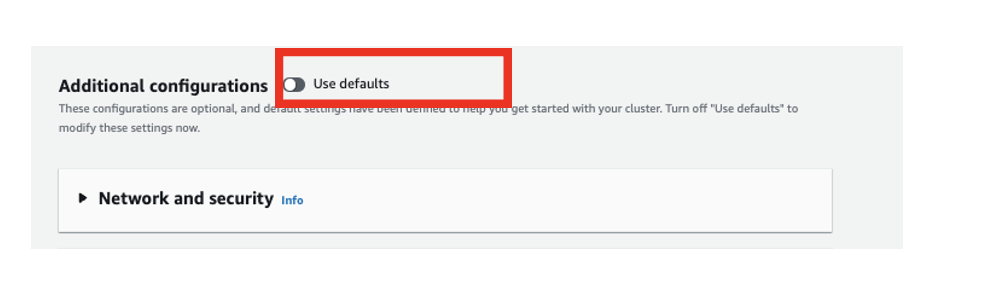 Additional configurations Use defaults
These configurations are optional, and default settings have been defined to help you get started with your cluster. Turn off "Use defaults" to
modify these settings now.
Network and security Info